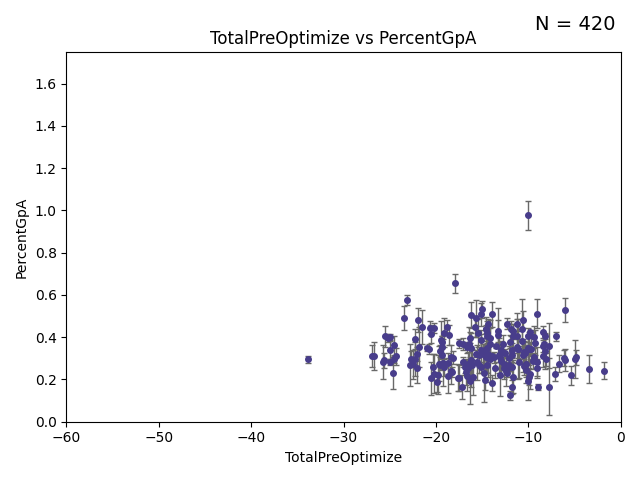 N = 420
TotalPreOptimize vs PercentGpA
1.6
1.4
1.2
1.0
0.8
0.6
0.4
0.2
0.0
PercentGpA
−60 −50 −40 −30 −20 −10 0
TotalPreOptimize